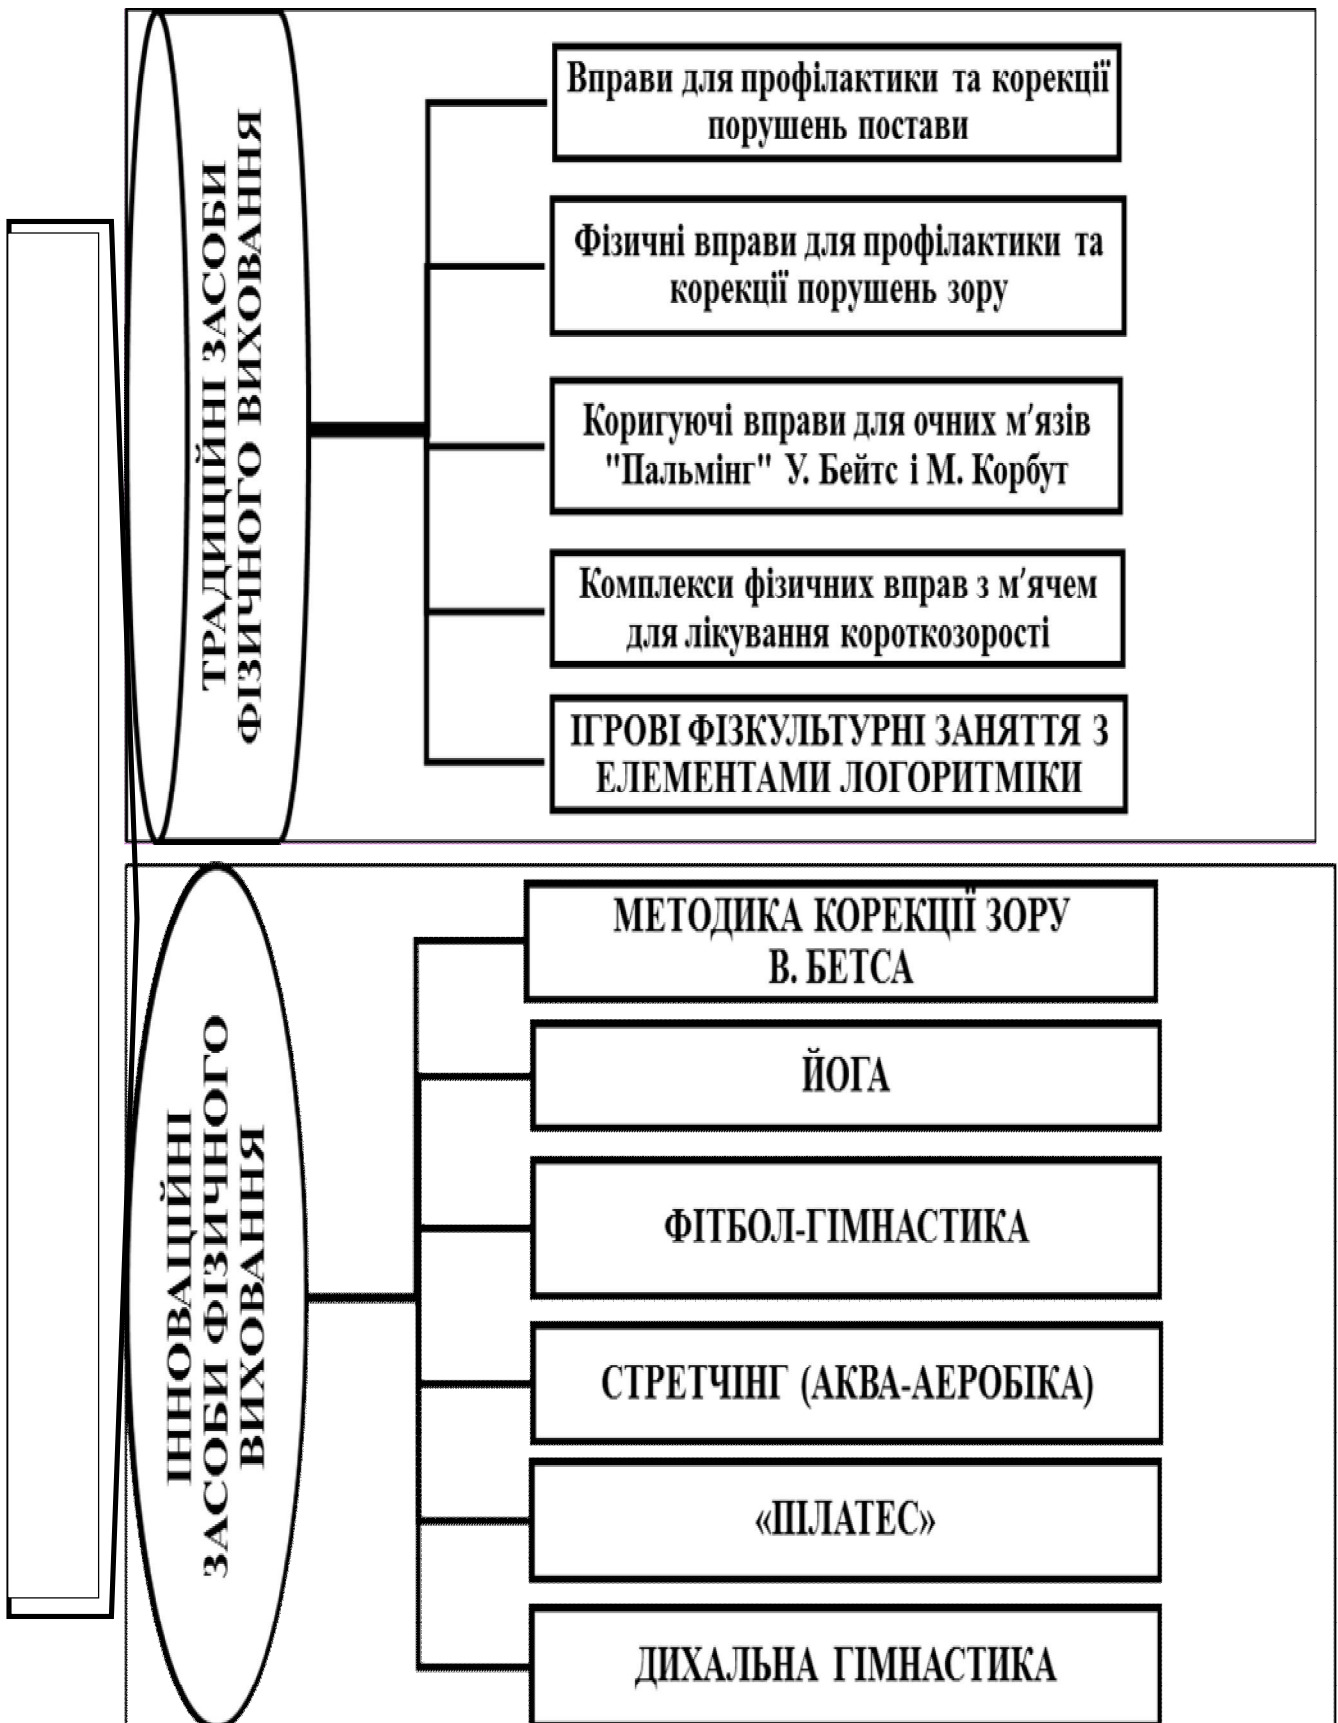 ТРАДИЦІЙНІ ЗАСОБИ
ФІЗИЧНОГО ВИХОВАННЯ
Вправи для профілактики та корекції
порушень постави
Фізичні вправи для профілактики та
корекції порушень зору
Коригуючі вправи для очних м′язів
"Пальмінг" У. Бейтс і М. Корбут
Комплекси фізичних вправ з м′ячем
для лікування короткозорості
ІГРОВІ ФІЗКУЛЬТУРНІ ЗАНЯТТЯ З
ЕЛЕМЕНТАМИ ЛОГОРИТМІКИ
ІННОВАЦІЙНІ
ЗАСОБИ ФІЗИЧНОГО
ВИХОВАННЯ
МЕТОДИКА КОРЕКЦІЇ ЗОРУ
В. БЕТСА
ЙОГА
ФІТБОЛ-ГІМНАСТИКА
СТРЕТЧІНГ (АКВА-АЕРОБІКА)
«ПІЛАТЕС»
ДИХАЛЬНА ГІМНАСТИКА